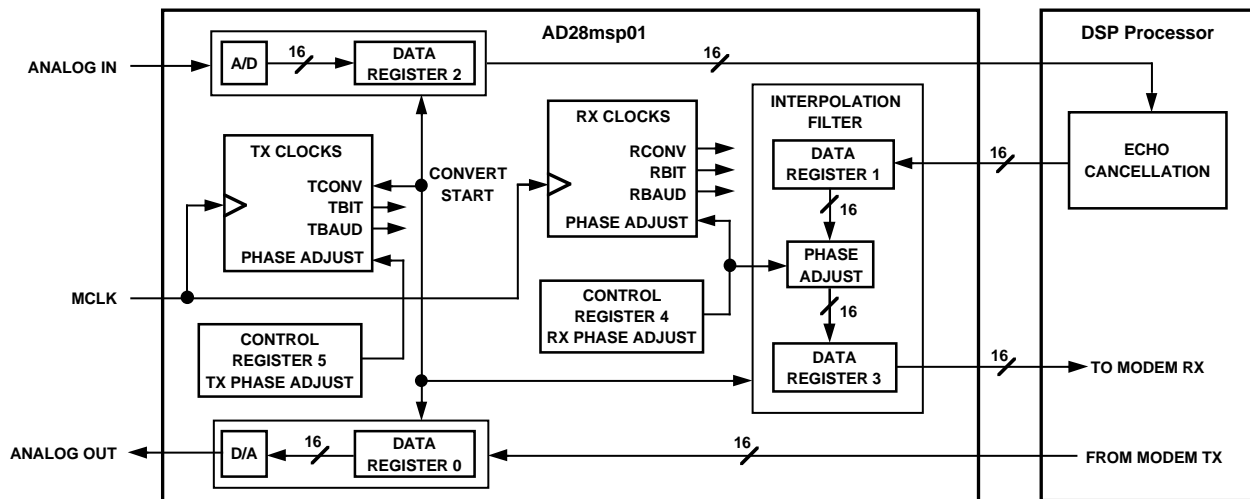 AD28msp01
DSP Processor
ANALOG IN
A/D
16
DATA
REGISTER 2
16
INTERPOLATION
FILTER
TX CLOCKS
TCONV
TBIT
TBAUD
PHASE ADJUST
CONVERT
START
RX CLOCKS
RCONV
RBIT
RBAUD
PHASE ADJUST
DATA
REGISTER 1
16
16
ECHO
CANCELLATION
PHASE
ADJUST
16
MCLK
CONTROL
REGISTER 5
TX PHASE ADJUST
CONTROL
REGISTER 4
RX PHASE ADJUST
DATA
REGISTER 3
16
TO MODEM RX
ANALOG OUT
D/A
16
DATA
REGISTER 0
16
FROM MODEM TX